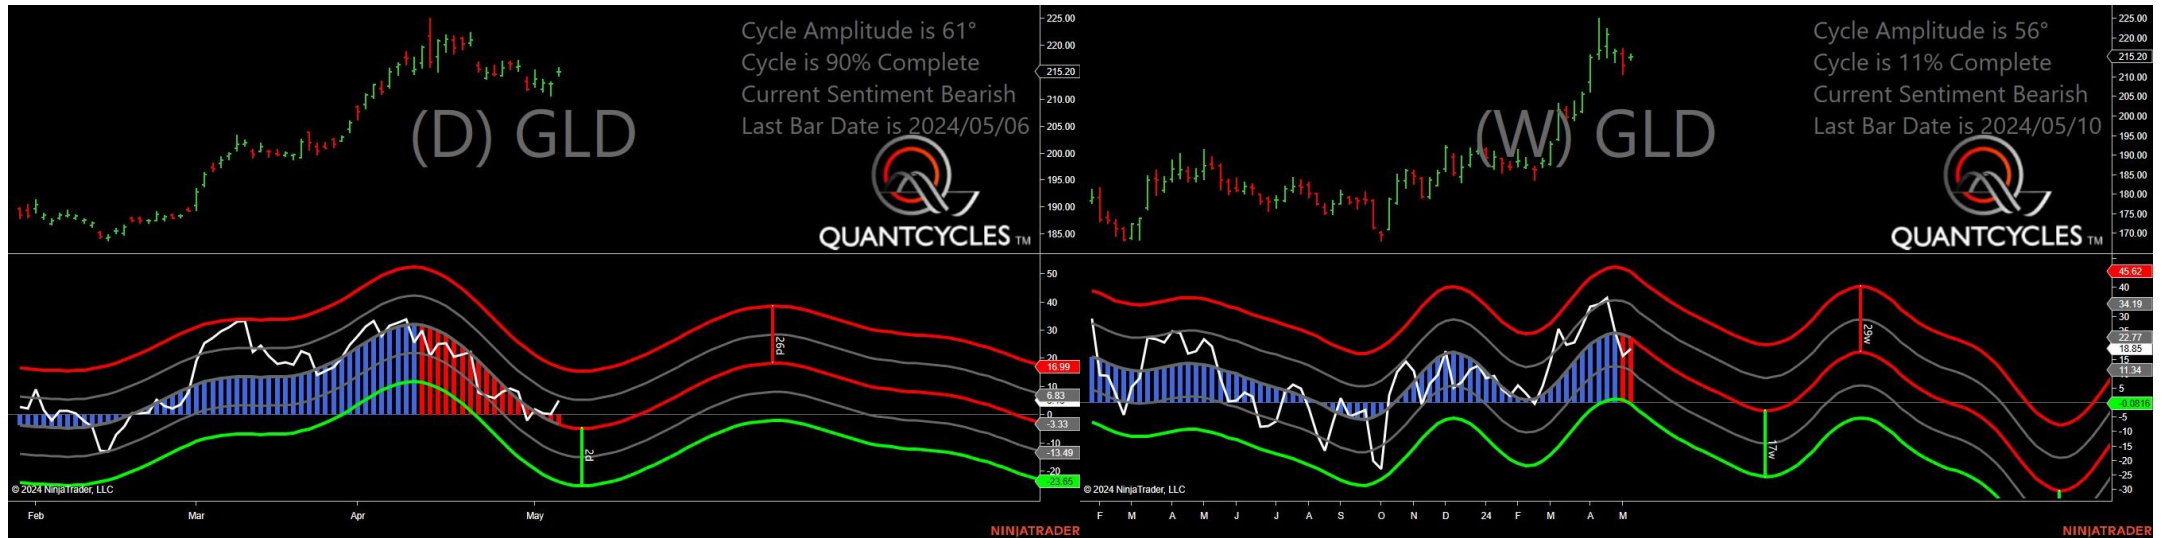 Cycle Amplitude is 61°
Cycle is 90% Complete
Current Sentiment Bearish
Last Bar Date is 2024/05/06
(D) GLD
QUANTCYCLES TM
225.00
220.00
215.20
210.00
205.00
200.00
195.00
190.00
185.00
50
40
30
20
16.99
10
6.83
0
-3.33
-10
-13.49
-20
-23.65
26d
2d
© 2024 NinjaTrader, LLC
Feb
Mar
Apr
May
NINJATRADER
Cycle Amplitude is 56°
Cycle is 11% Complete
Current Sentiment Bearish
Last Bar Date is 2024/05/10
(W) GLD
QUANTCYCLES TM
225.00
220.00
215.20
210.00
205.00
200.00
195.00
190.00
185.00
180.00
175.00
170.00
45.62
40
34.19
30
22.77
18.85
15
11.34
5
-0.0816
-5
-10
-15
-20
-25
-30
29w
17w
© 2024 NinjaTrader, LLC
F M A M J J A S O N D 24 F M A M
NINJATRADER